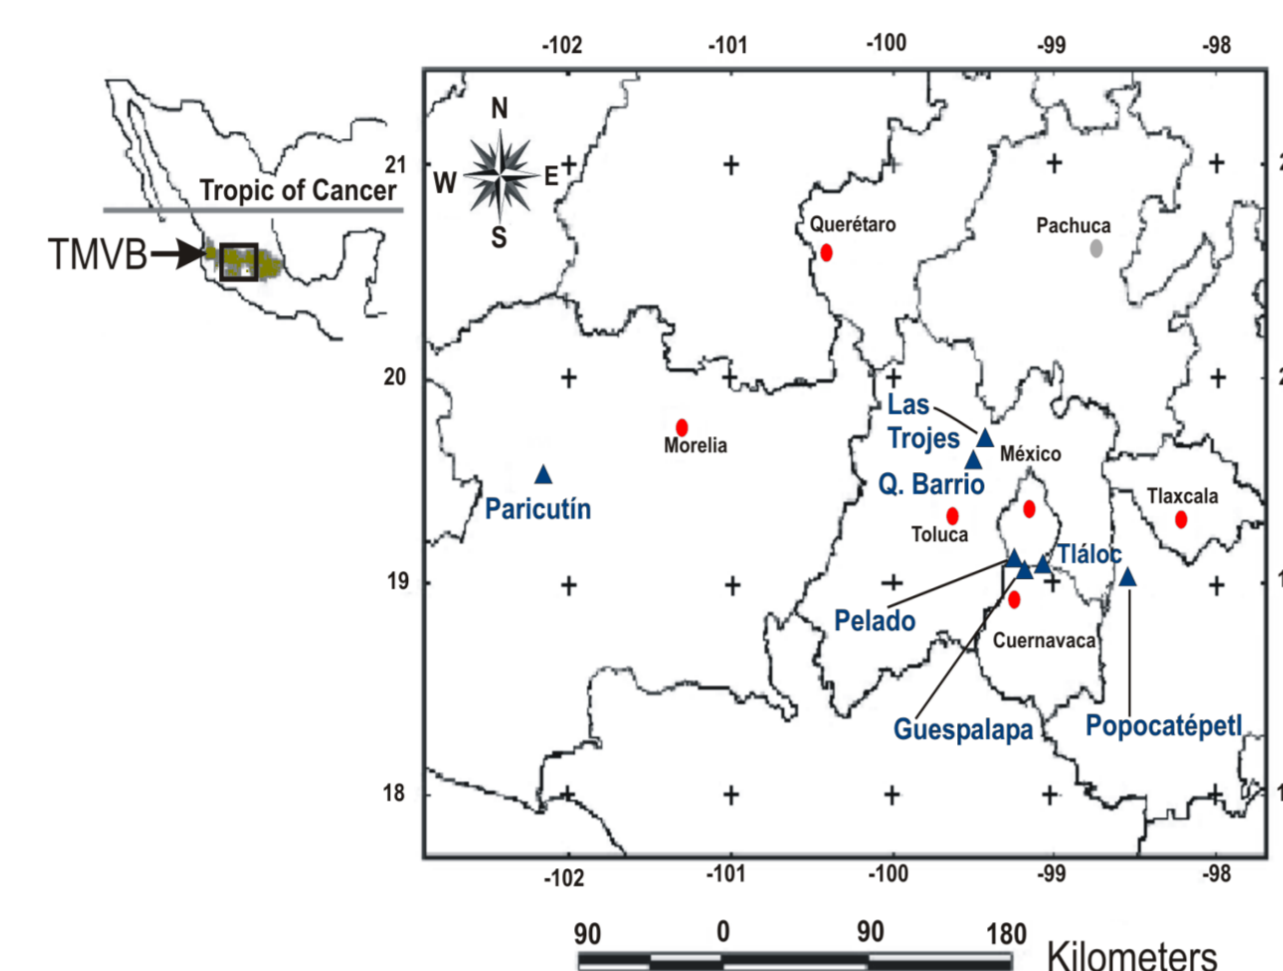 -102 -101 -100 -99 -98
N
W E
S
21
Tropic of Cancer
TMVB
Querétaro
Pachuca
20
Las
Trojes
México
Morelia
Q. Barrio
Paricutín
Tlaxcala
Toluca
Tláloc
19
Pelado
Cuernavaca
Guespalapa
Popocatépetl
18
-102 -101 -100 -99 -98
90 0 90 180
Kilometers